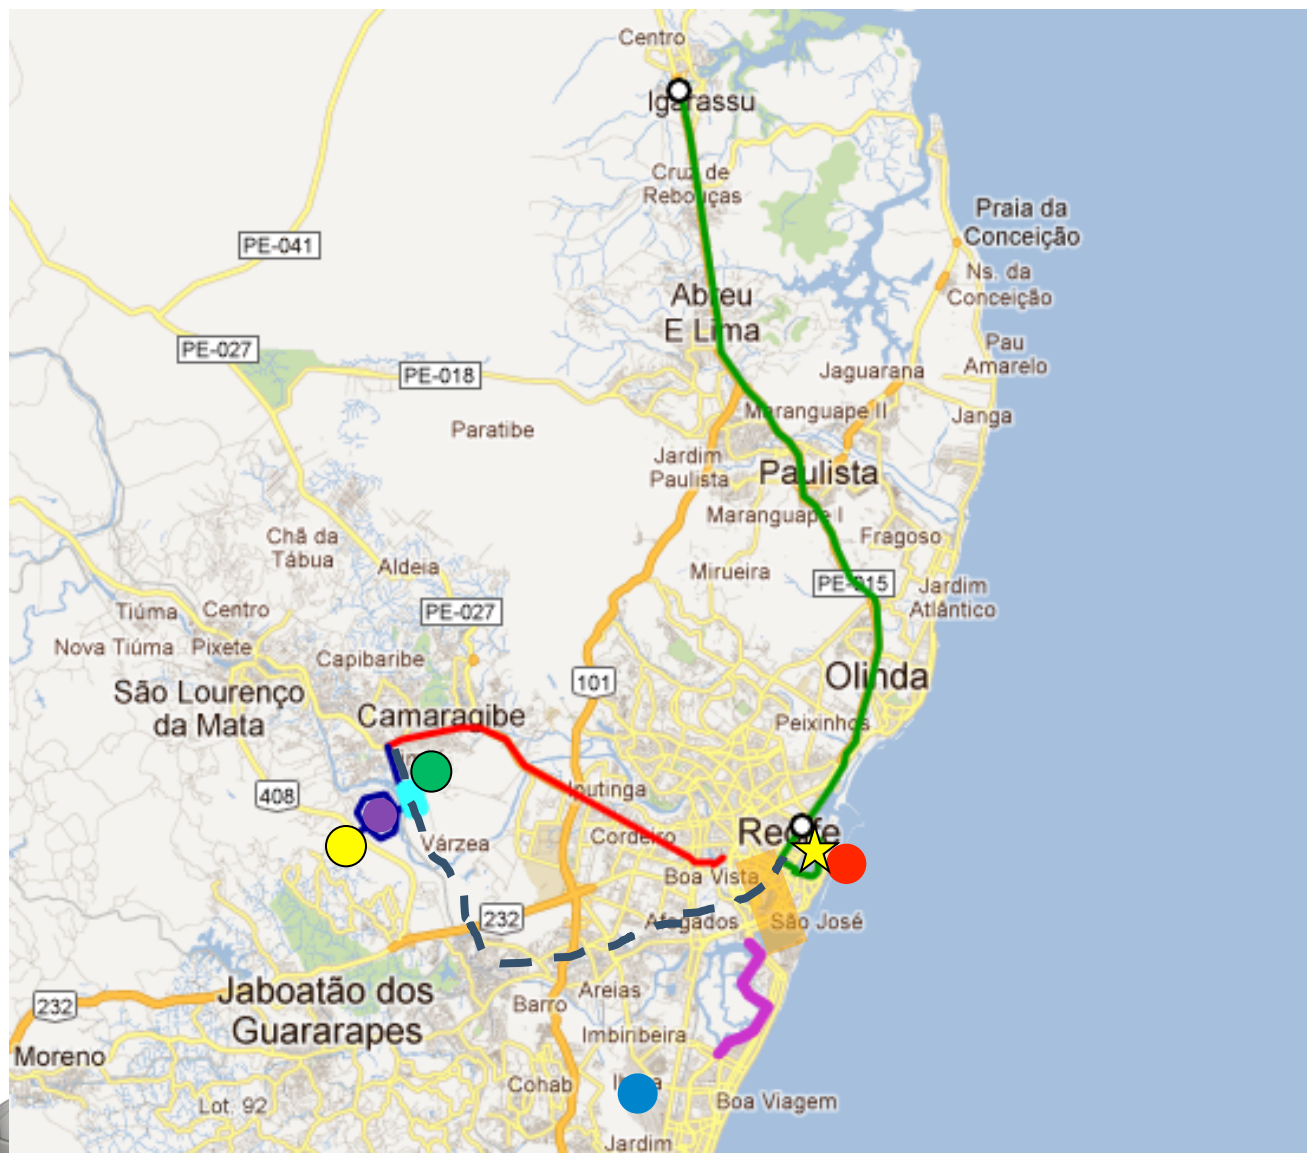 Centro
Igarassu
Cruz de
Rebouças
PE-041
Praia da
Conceição
Ns. da
Conceição
Abreu
E Lima
Pau
Amarelo
PE-027
PE-018
Jaguarana
Maranguape II
Janga
Paratibe
Jardim
Paulista
Paulista
Maranguape I
Fragoso
Chã da
Tábua
Aldeia
Mirueira
PE-015
Jardim
Atlântico
Tiúma
Centro
PE-027
Nova Tiúma
Pixete
Capibaribe
101
Olinda
São Lourenço
da Mata
Camaragibe
Peixinhos
408
Iputinga
Várzea
Cordeiro
Recife
Boa Vista
232
Afogados
São José
Jaboatão dos
Guararapes
232
Barro
Areias
Imbiribeira
Moreno
Lot. 92
Cohab
Boa Viagem
Jardim